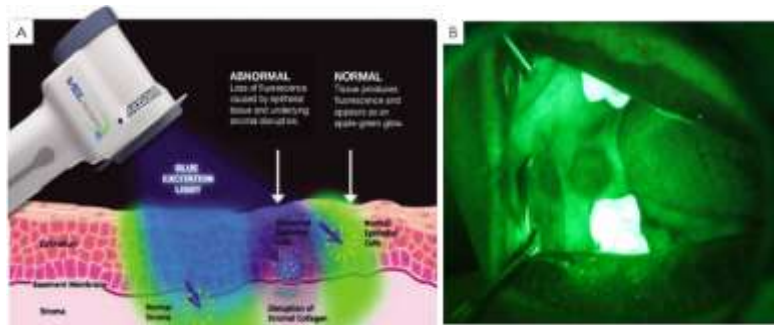 A
B
ABNORMAL
Loss of fluorescence
caused by epithelial
tissue and underlying
stroma disruption.
NORMAL
Tissue produces
fluorescence and
appears as an
apple-green glow.
BLUE
EXCITATION
LIGHT
Epithelium
Normal
Epithelial
Cells
Basement Membrane
Stroma
Normal
Stroma
Disruption of
Stromal Collagen